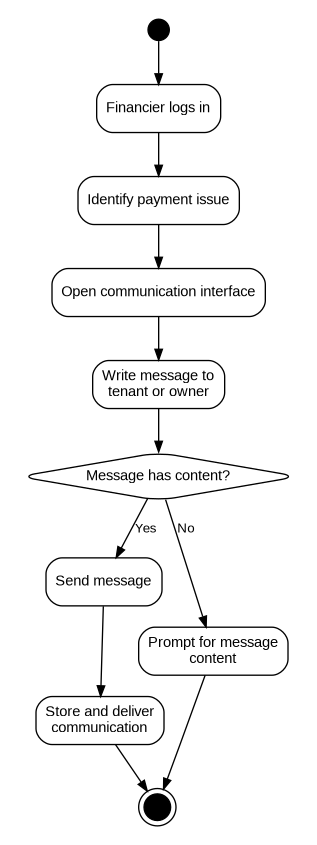 Financier logs in
Identify payment issue
Open communication interface
Write message to
tenant or owner
Message has content?
Yes
No
Send message
Prompt for message
content
Store and deliver
communication